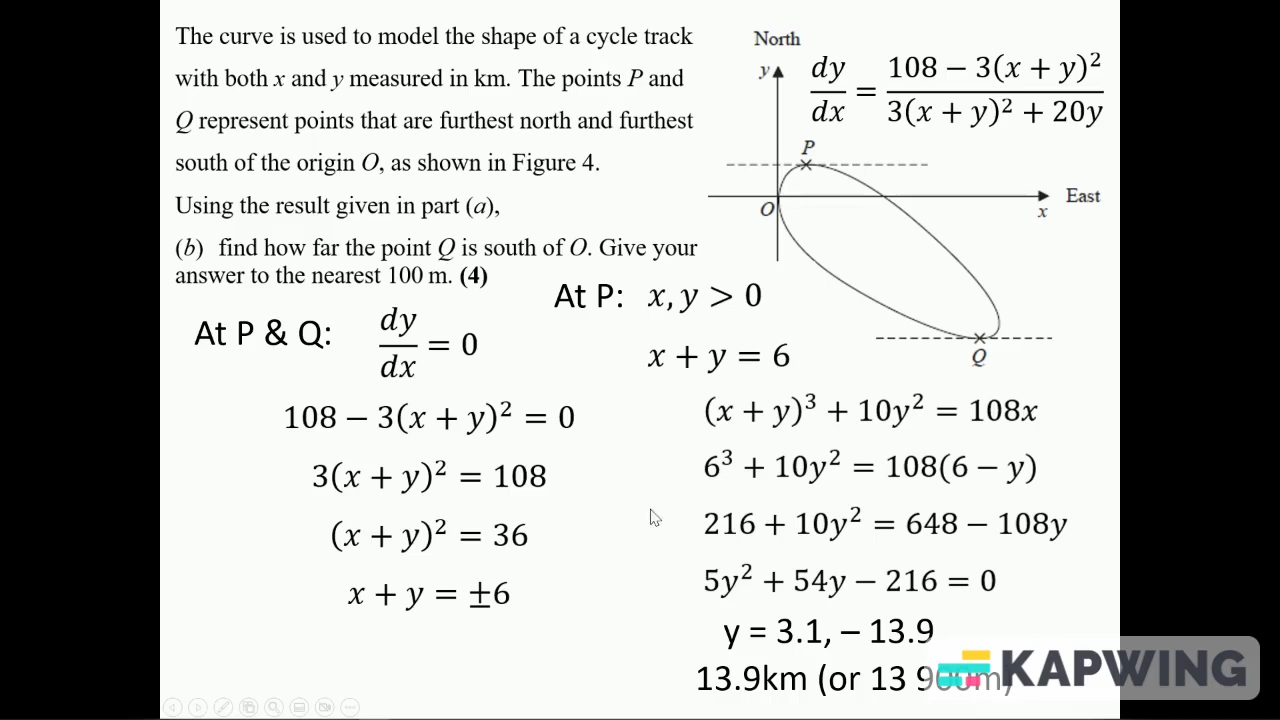 The curve is used to model the shape of a cycle track
with both x and y measured in km. The points P and
Q represent points that are furthest north and furthest
south of the origin O, as shown in Figure 4.
Using the result given in part (a),
(b) find how far the point Q is south of O. Give your
answer to the nearest 100 m. (4)
North
y
dy/dx = (108 − 3(x + y)²)/(3(x + y)² + 20y)
P
O
East
x
Q
At P & Q: dy/dx = 0
108 − 3(x + y)² = 0
3(x + y)² = 108
(x + y)² = 36
x + y = ±6
At P: x, y > 0
x + y = 6
(x + y)³ + 10y² = 108x
6³ + 10y² = 108(6 − y)
216 + 10y² = 648 − 108y
5y² + 54y − 216 = 0
y = 3.1, – 13.9
13.9km (or 13 900m)
KAPWING